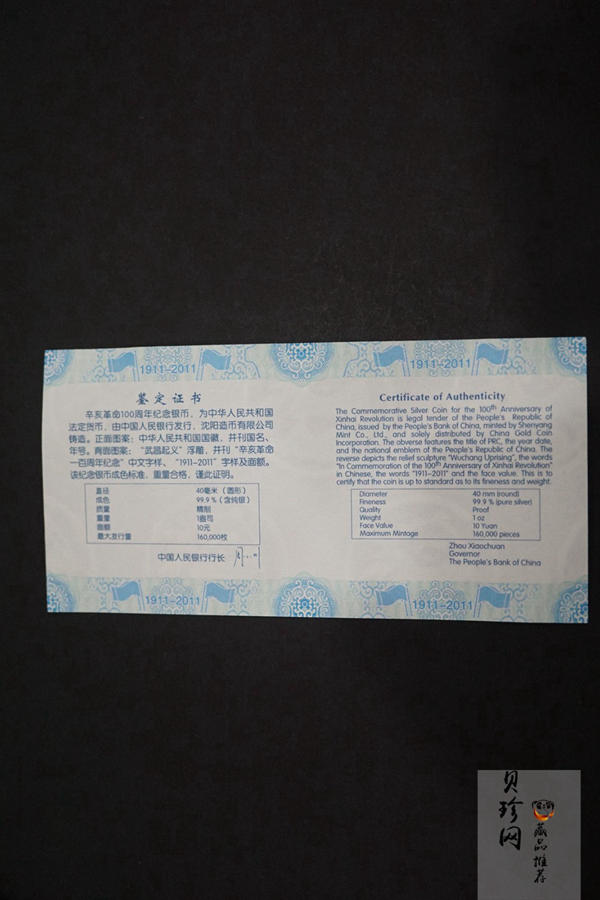 1911-2011
1911-2011
鉴定证书
辛亥革命100周年纪念银币，为中华人民共和国
法定货币，由中国人民银行发行，沈阳造币有限公司
铸造。正面图案：中华人民共和国国徽，并刊国名、
年号。背面图案：“武昌起义”浮雕，并刊“辛亥革命
一百周年纪念”中文字样、“1911-2011”字样及面额。
该纪念银币成色标准，重量合格，谨此证明。
直径 40毫米（圆形）
成色 99.9%（含纯银）
质量 精制
重量 1盎司
面额 10元
最大发行量 160,000枚
中国人民银行行长
Certificate of Authenticity
The Commemorative Silver Coin for the 100th Anniversary of
Xinhai Revolution is legal tender of the People's Republic of
China, issued by the People's Bank of China, minted by Shenyang
Mint Co., Ltd., and solely distributed by China Gold Coin
Incorporation. The obverse features the title of PRC, the year date,
and the national emblem of the People's Republic of China. The
reverse depicts the relief sculpture "Wuchang Uprising", the words
"In Commemoration of the 100th Anniversary of Xinhai Revolution"
in Chinese, the words "1911-2011" and the face value. This is to
certify that the coin is up to standard as to its fineness and weight.
Diameter 40 mm (round)
Fineness 99.9 % (pure silver)
Quality Proof
Weight 1 oz
Face Value 10 Yuan
Maximum Mintage 160,000 pieces
Zhou Xiaochuan
Governor
The People's Bank of China
1911-2011
1911-2011
贝珍网
藏品推荐